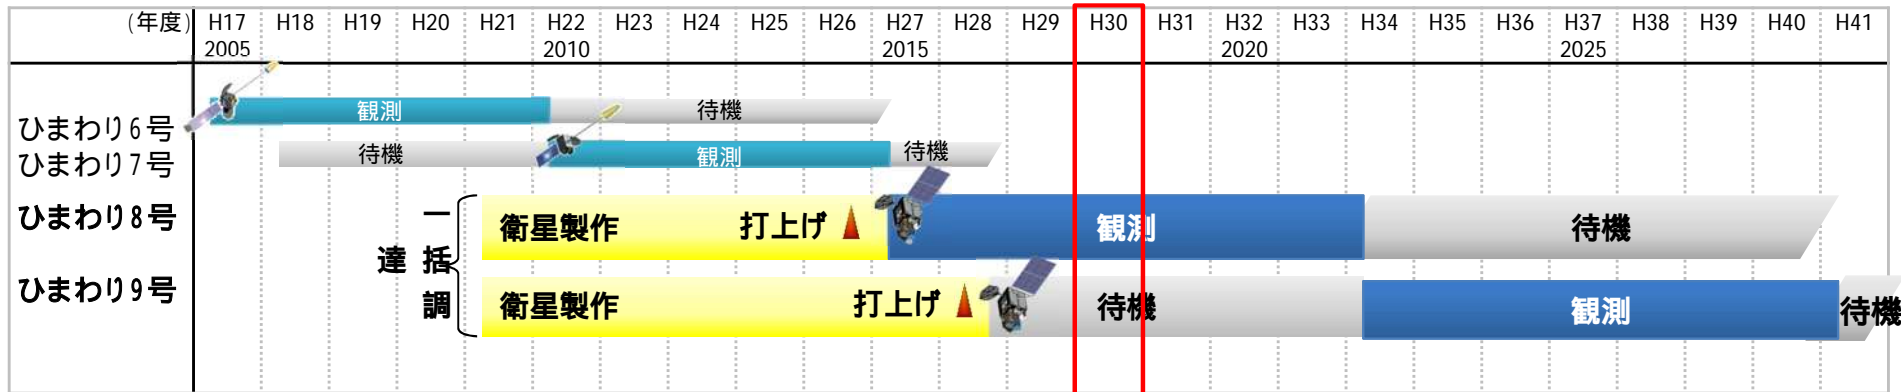 (年度) H17 H18 H19 H20 H21 H22 H23 H24 H25 H26 H27 H28 H29 H30 H31 H32 H33 H34 H35 H36 H37 H38 H39 H40 H41
2005 2010 2015 2020 2025
観測 待機
ひまわり6号
待機 観測 待機
ひまわり7号
ひまわり8号 衛星製作 打上げ 観測 待機
一括調達
ひまわり9号 衛星製作 打上げ 待機 観測 待機